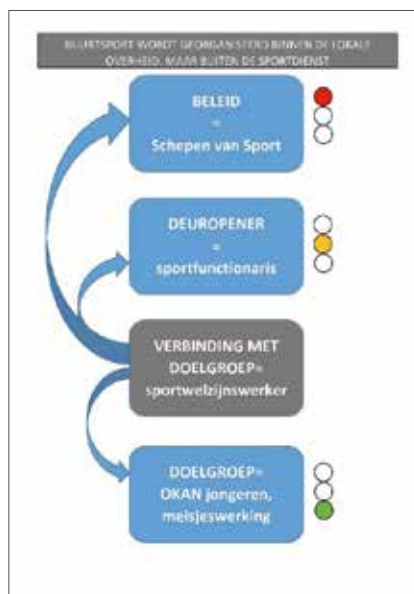 BUURTSPORT WORDT GEORGANISEERD BINNEN DE LOKALE
OVERHEID, MAAR BUITEN DE SPORTDIENST
BELEID
=
Schepen van Sport
DEUROPENER
=
sportfunctionaris
VERBINDING MET
DOELGROEP=
sportwelzijnswerker
DOELGROEP=
OKAN jongeren,
meisjeswerking